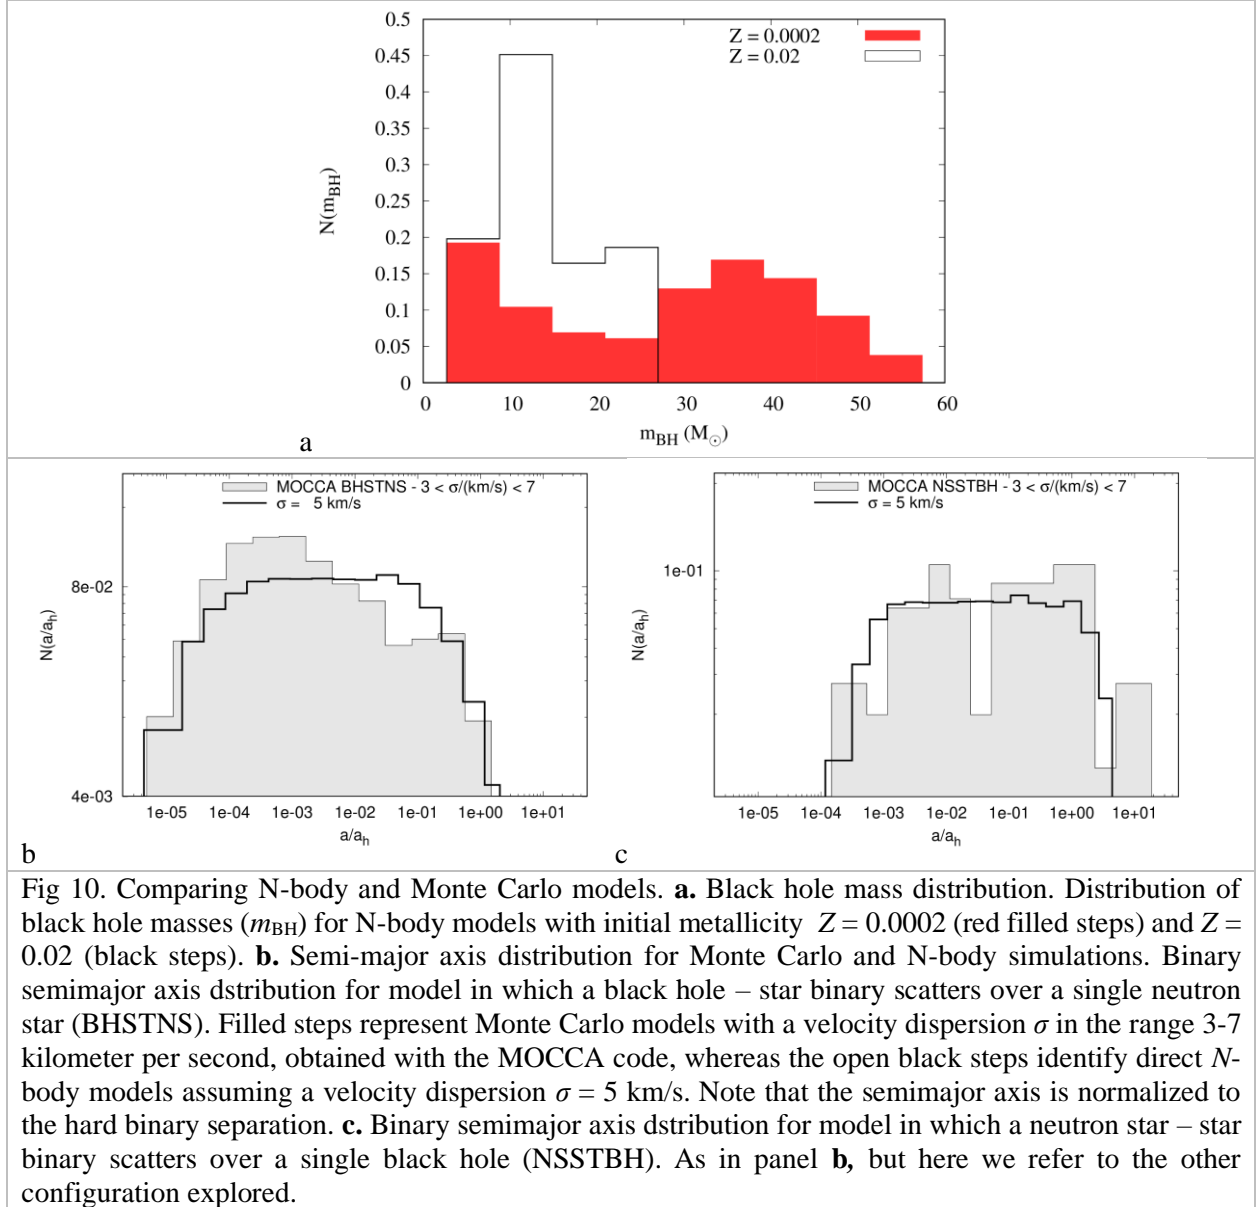 0.5
0.45
0.4
0.35
0.3
0.25
0.2
0.15
0.1
0.05
0
N(m_BH)
Z = 0.0002
Z = 0.02
0 10 20 30 40 50 60
m_BH (M_☉)
a
MOCCA BHSTNS - 3 < σ/(km/s) < 7
σ = 5 km/s
8e-02
4e-03
N(a/a_h)
1e-05 1e-04 1e-03 1e-02 1e-01 1e+00 1e+01
a/a_h
b
MOCCA NSSTBH - 3 < σ/(km/s) < 7
σ = 5 km/s
1e-01
N(a/a_h)
1e-05 1e-04 1e-03 1e-02 1e-01 1e+00 1e+01
a/a_h
c
Fig 10. Comparing N-body and Monte Carlo models. a. Black hole mass distribution. Distribution of
black hole masses (m_BH) for N-body models with initial metallicity Z = 0.0002 (red filled steps) and Z =
0.02 (black steps). b. Semi-major axis distribution for Monte Carlo and N-body simulations. Binary
semimajor axis dstribution for model in which a black hole – star binary scatters over a single neutron
star (BHSTNS). Filled steps represent Monte Carlo models with a velocity dispersion σ in the range 3-7
kilometer per second, obtained with the MOCCA code, whereas the open black steps identify direct N-
body models assuming a velocity dispersion σ = 5 km/s. Note that the semimajor axis is normalized to
the hard binary separation. c. Binary semimajor axis dstribution for model in which a neutron star – star
binary scatters over a single black hole (NSSTBH). As in panel b, but here we refer to the other
configuration explored.